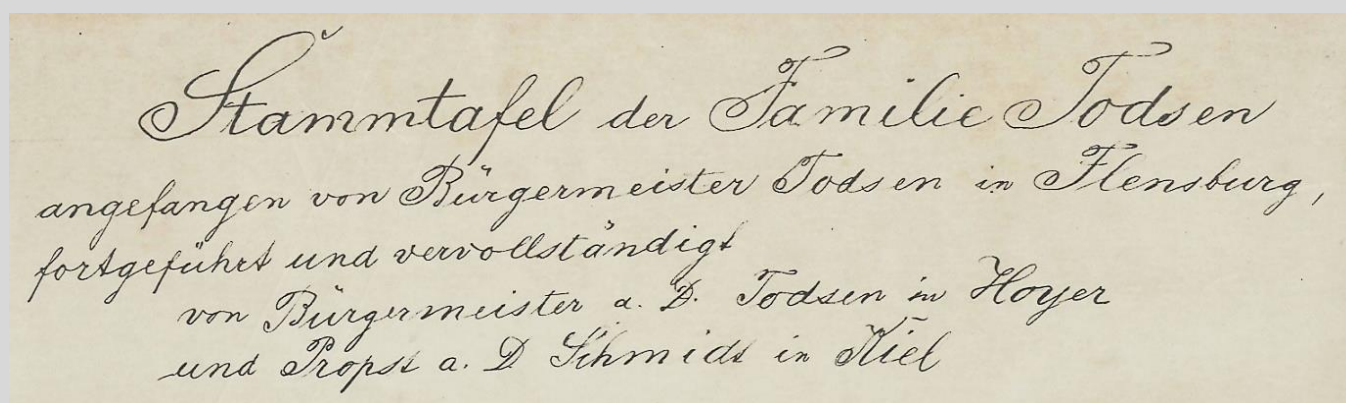 Stammtafel der Familie Todsen
angefangen von Bürgermeister Todsen in Flensburg,
fortgeführt und vervollständigt
von Bürgermeister a. D. Todsen in Hoyer
und Propst a. D Schmidt in Kiel